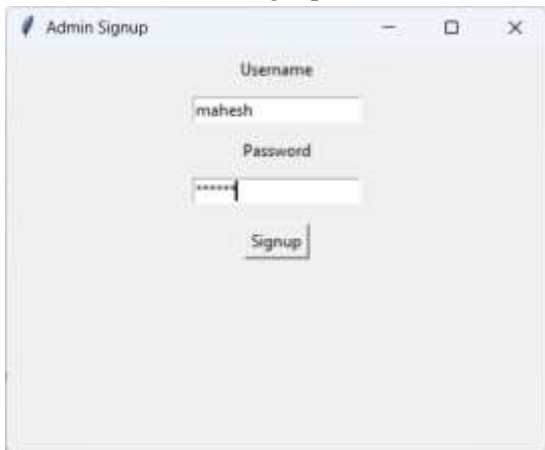 Admin Signup
Username
mahesh
Password
******
Signup